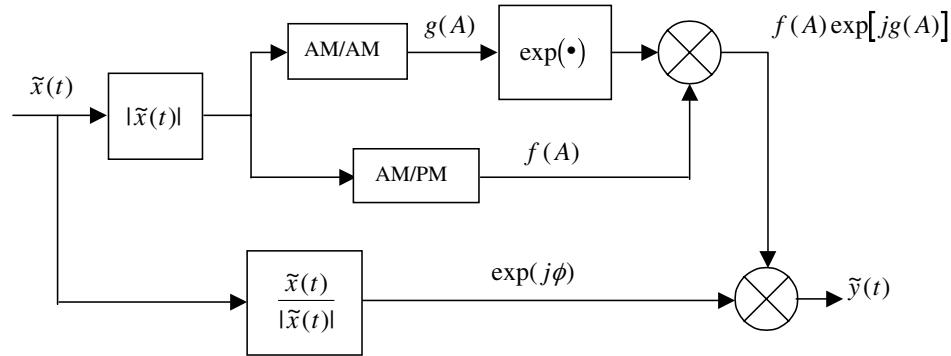 g(A)
f(A) exp[jg(A)]
AM/AM
exp(•)
x̃(t)
|x̃(t)|
f(A)
AM/PM
exp(jϕ)
x̃(t)
|x̃(t)|
ỹ(t)